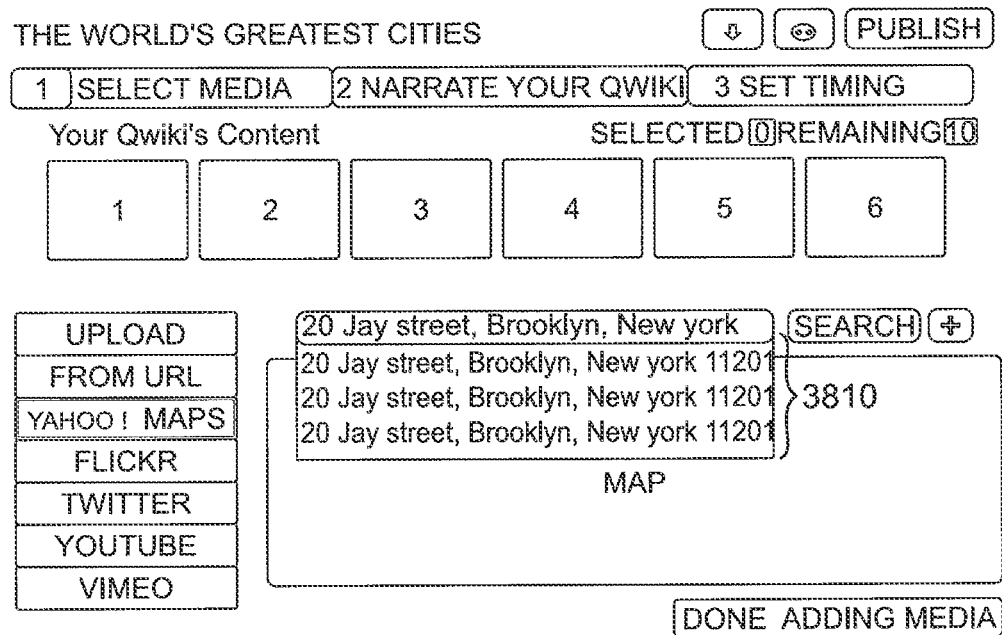 THE WORLD'S GREATEST CITIES PUBLISH
1 SELECT MEDIA 2 NARRATE YOUR QWIKI 3 SET TIMING
Your Qwiki's Content SELECTED 0 REMAINING 10
1 2 3 4 5 6
UPLOAD
FROM URL
YAHOO! MAPS
FLICKR
TWITTER
YOUTUBE
VIMEO
20 Jay street, Brooklyn, New york SEARCH
20 Jay street, Brooklyn, New york 11201
20 Jay street, Brooklyn, New york 11201
20 Jay street, Brooklyn, New york 11201
3810
MAP
DONE ADDING MEDIA